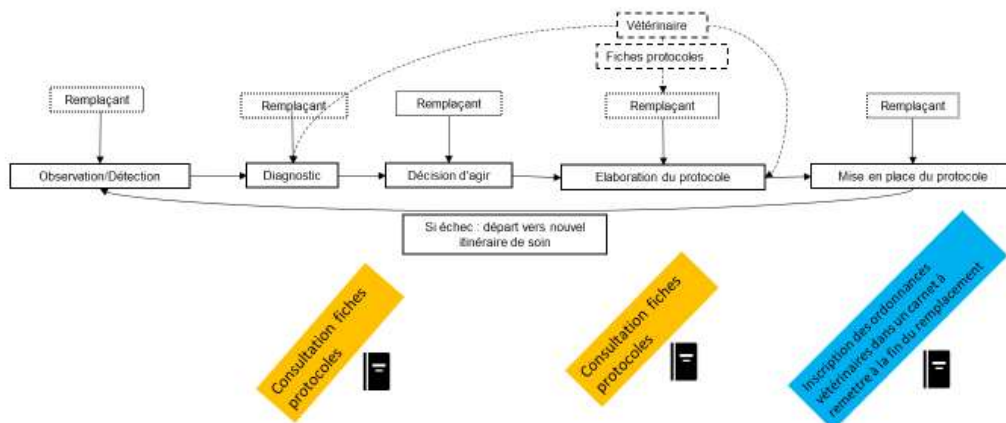 Vétérinaire
Fiches protocoles
Remplaçant
Remplaçant
Remplaçant
Remplaçant
Remplaçant
Observation/Détection
Diagnostic
Décision d'agir
Elaboration du protocole
Mise en place du protocole
Si échec : départ vers nouvel
itinéraire de soin
Consultation fiches
protocoles
Consultation fiches
protocoles
Inscription des ordonnances
vétérinaires dans un carnet à
remettre à la fin du remplacement